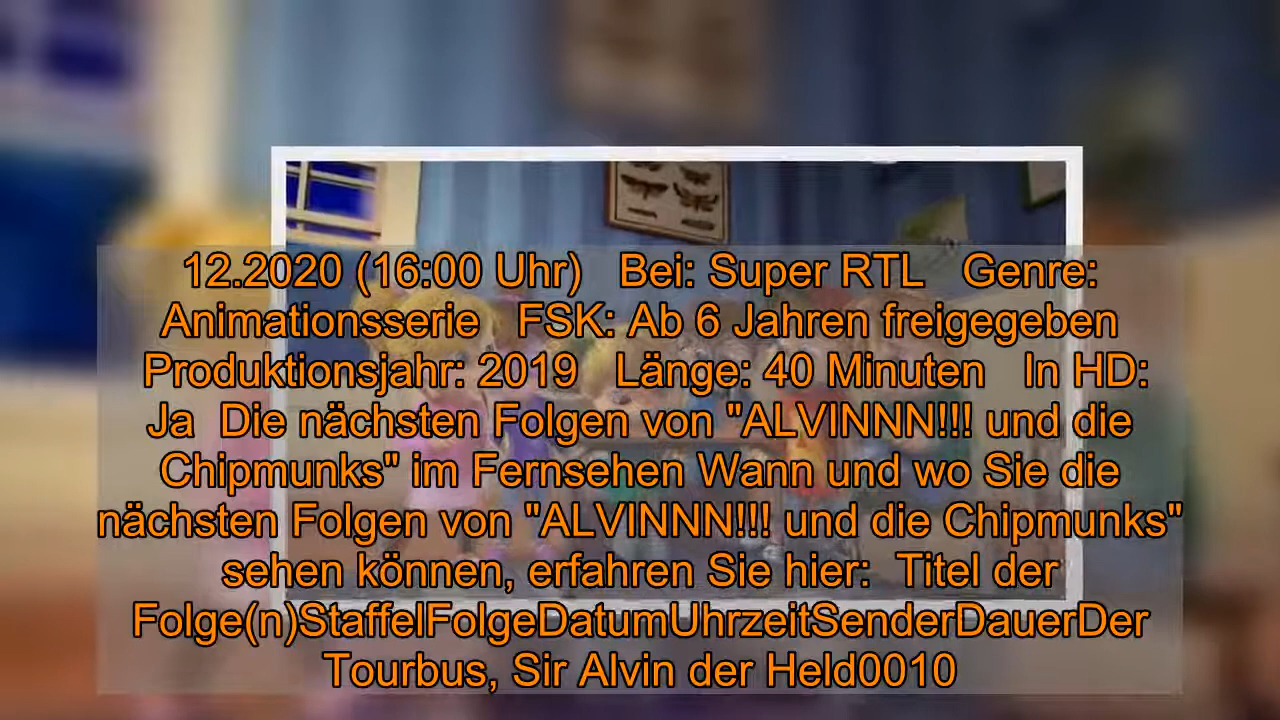 12.2020 (16:00 Uhr)   Bei: Super RTL   Genre:
Animationsserie   FSK: Ab 6 Jahren freigegeben
Produktionsjahr: 2019   Länge: 40 Minuten   In HD:
Ja  Die nächsten Folgen von "ALVINNN!!! und die
Chipmunks" im Fernsehen Wann und wo Sie die
nächsten Folgen von "ALVINNN!!! und die Chipmunks"
sehen können, erfahren Sie hier:  Titel der
Folge(n)StaffelFolgeDatumUhrzeitSenderDauerDer
Tourbus, Sir Alvin der Held0010